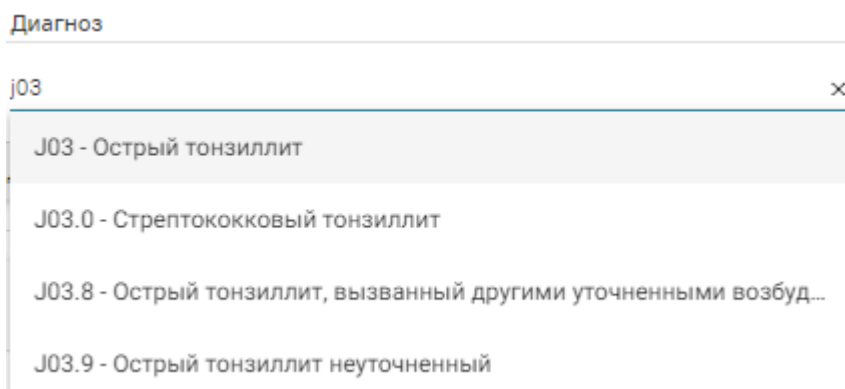 Диагноз
j03
J03 - Острый тонзиллит
J03.0 - Стрептококковый тонзиллит
J03.8 - Острый тонзиллит, вызванный другими уточненными возбуд...
J03.9 - Острый тонзиллит неуточненный